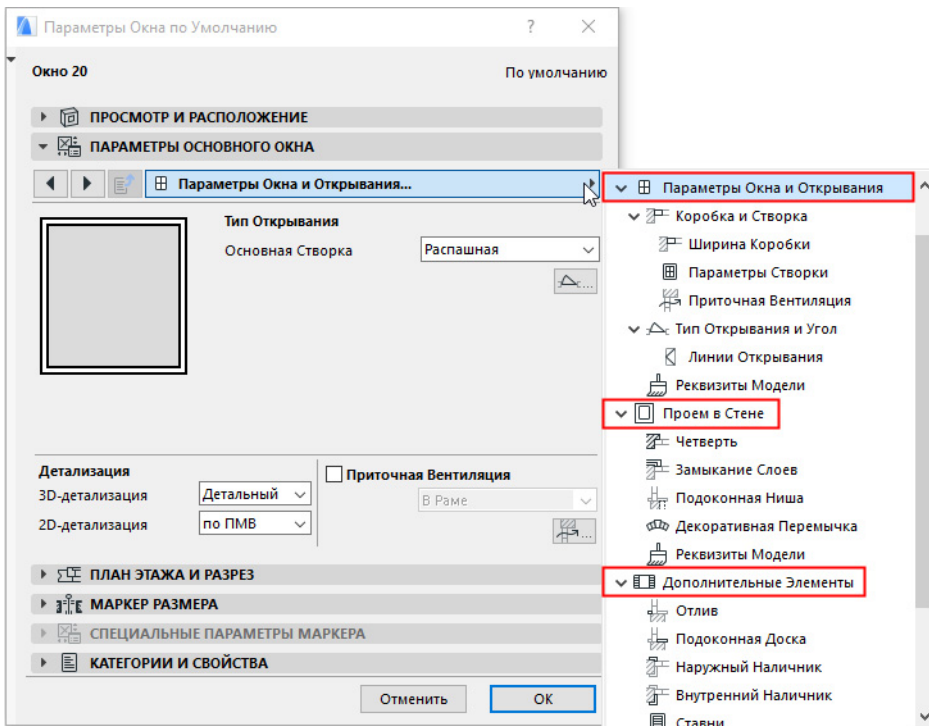 Параметры Окна по Умолчанию
Окно 20
По умолчанию
ПРОСМОТР И РАСПОЛОЖЕНИЕ
ПАРАМЕТРЫ ОСНОВНОГО ОКНА
Параметры Окна и Открывания...
Тип Открывания
Основная Створка
Распашная
Детализация
3D-детализация
Детальный
2D-детализация
по ПМВ
Приточная Вентиляция
В Раме
ПЛАН ЭТАЖА И РАЗРЕЗ
МАРКЕР РАЗМЕРА
СПЕЦИАЛЬНЫЕ ПАРАМЕТРЫ МАРКЕРА
КАТЕГОРИИ И СВОЙСТВА
Отменить
ОК
Параметры Окна и Открывания
Коробка и Створка
Ширина Коробки
Параметры Створки
Приточная Вентиляция
Тип Открывания и Угол
Линии Открывания
Реквизиты Модели
Проем в Стене
Четверть
Замыкание Слоев
Подоконная Ниша
Декоративная Перемычка
Реквизиты Модели
Дополнительные Элементы
Отлив
Подоконная Доска
Наружный Наличник
Внутренний Наличник
Ставни